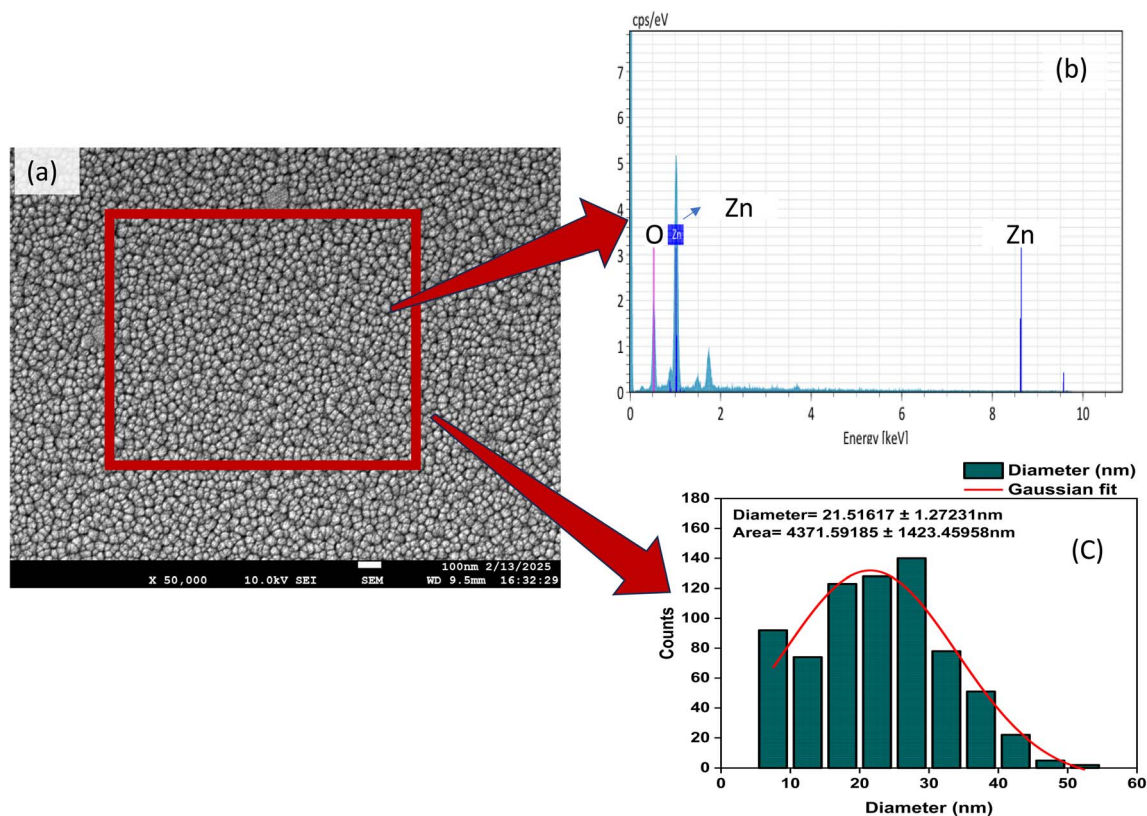 (a)
100nm 2/13/2025
X 50,000 10.0kV SEI SEM WD 9.5mm 16:32:29
cps/eV
(b)
7
6
5
4
3
2
1
0
O
Zn
Zn
Zn
0 2 4 6 8 10
Energy [keV]
Diameter (nm)
Gaussian fit
Diameter= 21.51617 ± 1.27231nm
Area= 4371.59185 ± 1423.45958nm
(C)
Counts
180
160
140
120
100
80
60
40
20
0
0 10 20 30 40 50 60
Diameter (nm)